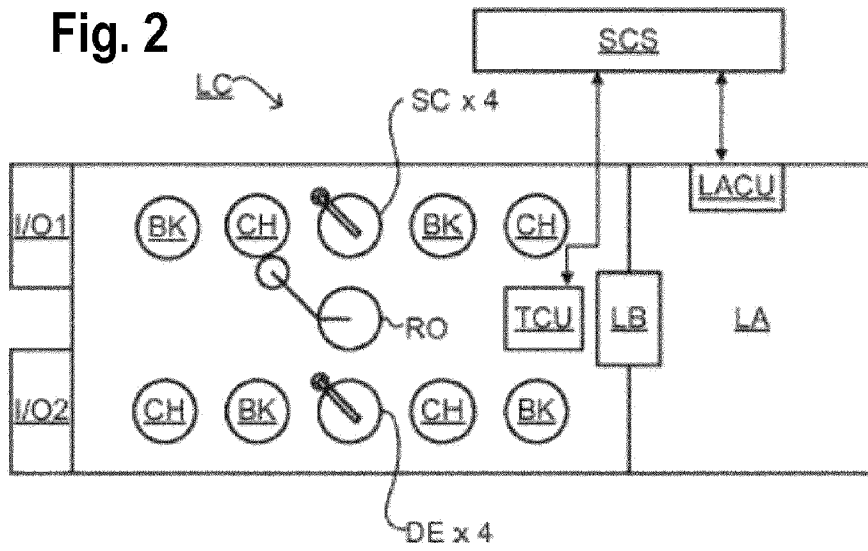 Fig. 2
SCS
LC
SC x 4
LACU
I/O1
BK
CH
BK
CH
RO
TCU
LB
LA
I/O2
CH
BK
CH
BK
DE x 4